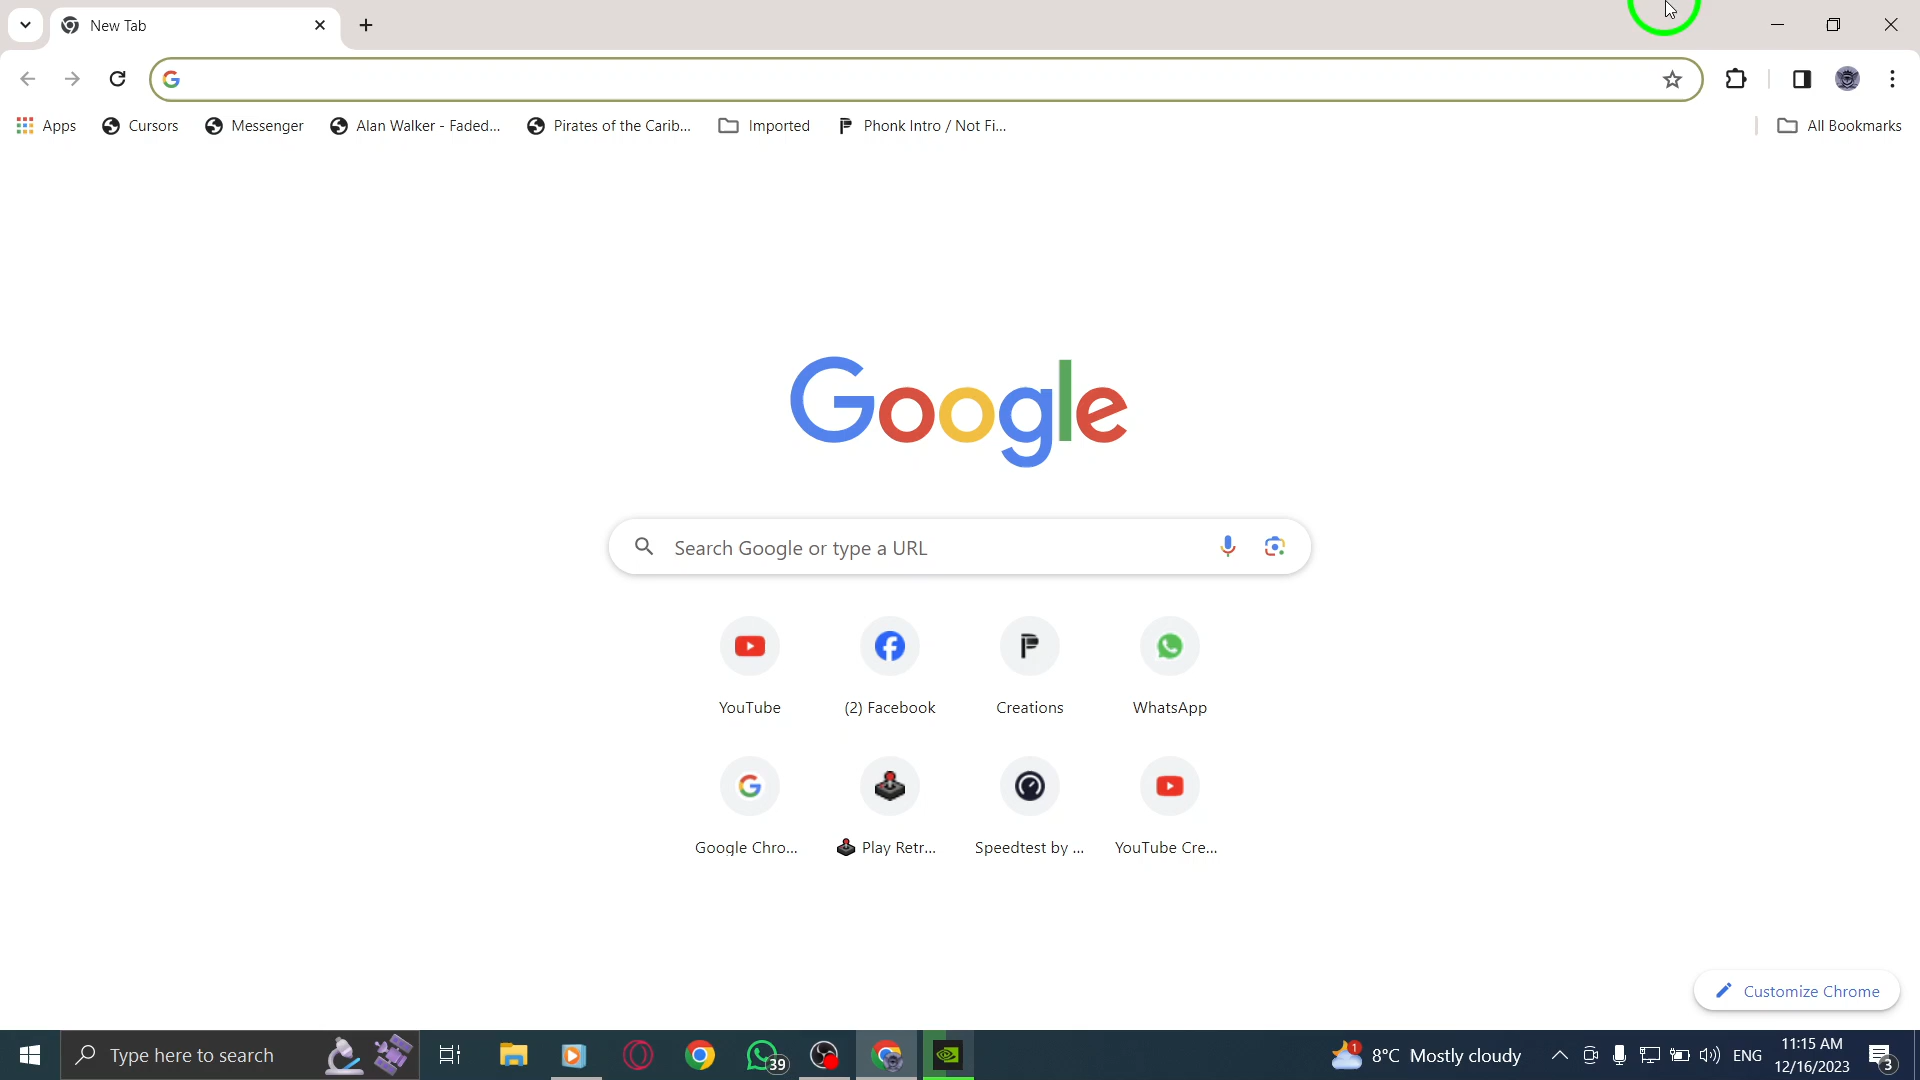 New Tab
Apps
Cursors
Messenger
Alan Walker - Faded...
Pirates of the Carib...
Imported
Phonk Intro / Not Fi...
All Bookmarks
Google
Search Google or type a URL
YouTube
(2) Facebook
Creations
WhatsApp
Google Chro...
Play Retr...
Speedtest by ...
YouTube Cre...
Customize Chrome
Type here to search
39
1
8°C Mostly cloudy
ENG
11:15 AM
12/16/2023
3